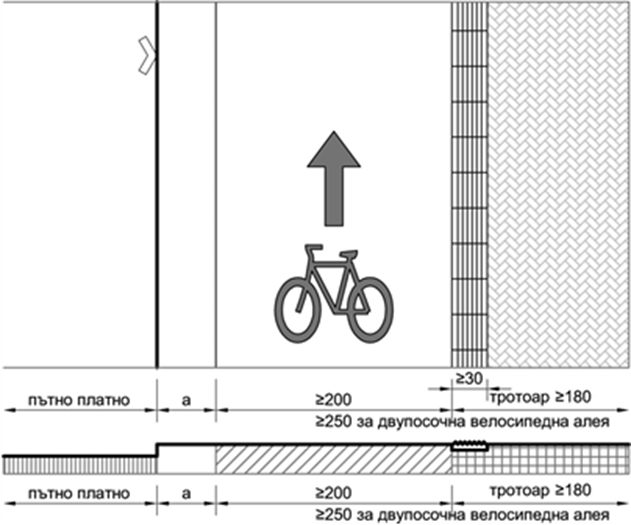 ≥30
пътно платно а ≥200 тротоар ≥180
≥250 за двупосочна велосипедна алея
пътно платно а ≥200 тротоар ≥180
≥250 за двупосочна велосипедна алея